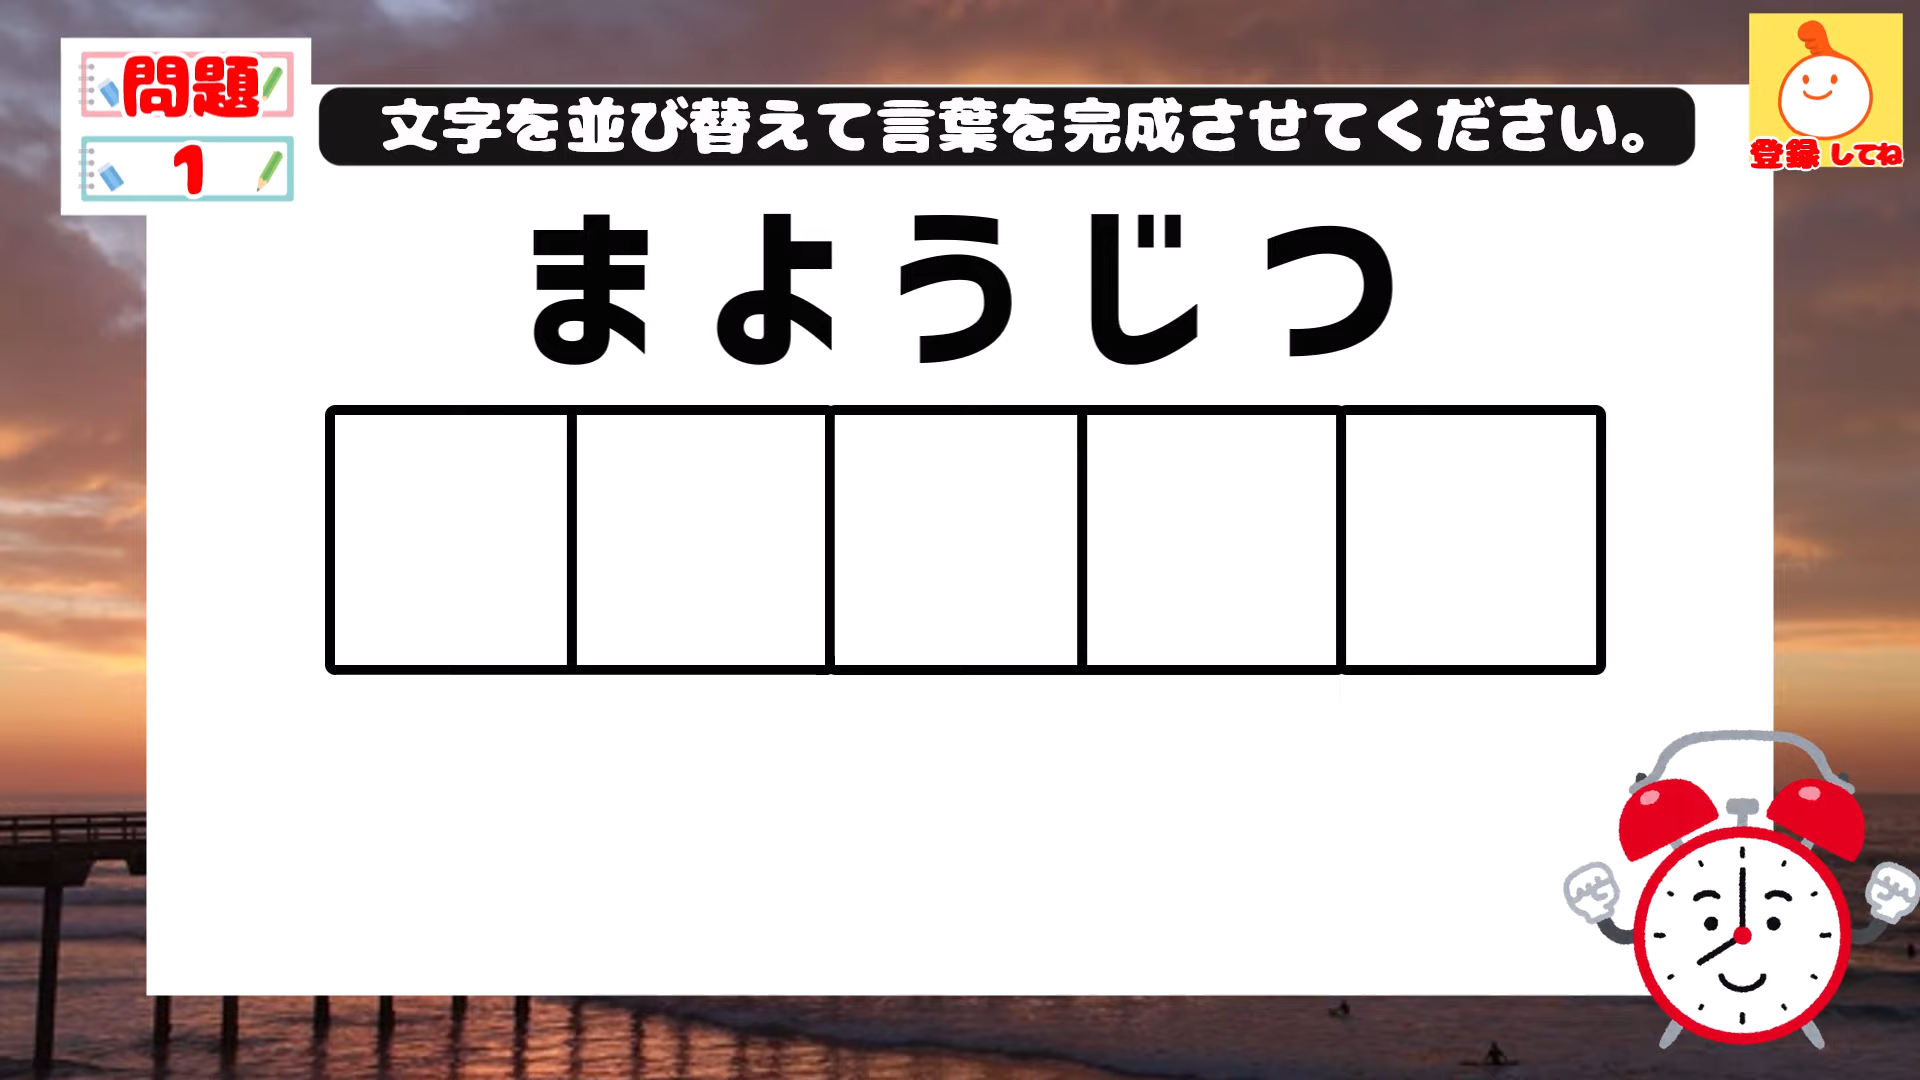 問題
1
文字を並び替えて言葉を完成させてください。
登録してね
まようじつ